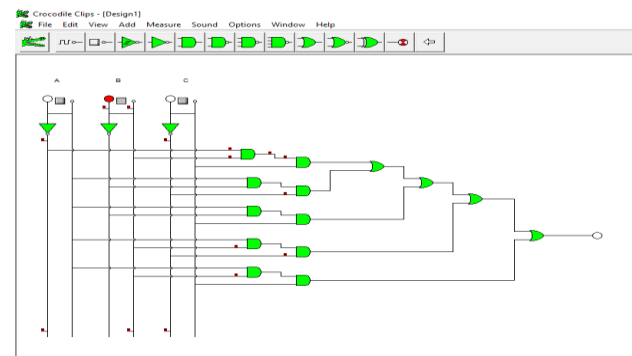 Crocodile Clips - [Design1]
File Edit View Add Measure Sound Options Window Help
A B C